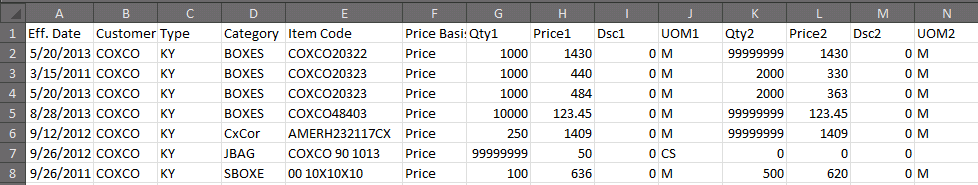 A B C D E F G H I J K L M N
1 Eff. Date Customer Type Category Item Code Price Basis Qty1 Price1 Dsc1 UOM1 Qty2 Price2 Dsc2 UOM2
2 5/20/2013 COXCO KY BOXES COXCO20322 Price 1000 1430 0 M 99999999 1430 0 M
3 3/15/2011 COXCO KY BOXES COXCO20323 Price 1000 440 0 M 2000 330 0 M
4 5/20/2013 COXCO KY BOXES COXCO20323 Price 1000 484 0 M 2000 363 0 M
5 8/28/2013 COXCO KY BOXES COXCO48403 Price 10000 123.45 0 M 99999999 123.45 0 M
6 9/12/2012 COXCO KY CxCor AMERH232117CX Price 250 1409 0 M 99999999 1409 0 M
7 9/26/2012 COXCO KY JBAG COXCO 90 1013 Price 99999999 50 0 CS 0 0 0
8 9/26/2011 COXCO KY SBOXE 00 10X10X10 Price 100 636 0 M 500 620 0 M